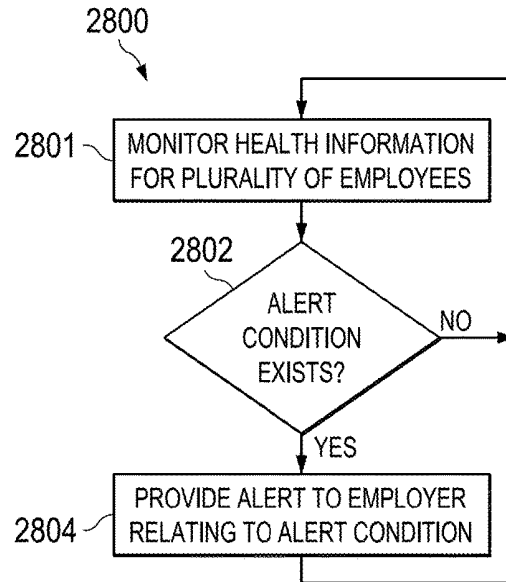 2800
2801
MONITOR HEALTH INFORMATION
FOR PLURALITY OF EMPLOYEES
2802
ALERT
CONDITION
EXISTS?
NO
YES
2804
PROVIDE ALERT TO EMPLOYER
RELATING TO ALERT CONDITION